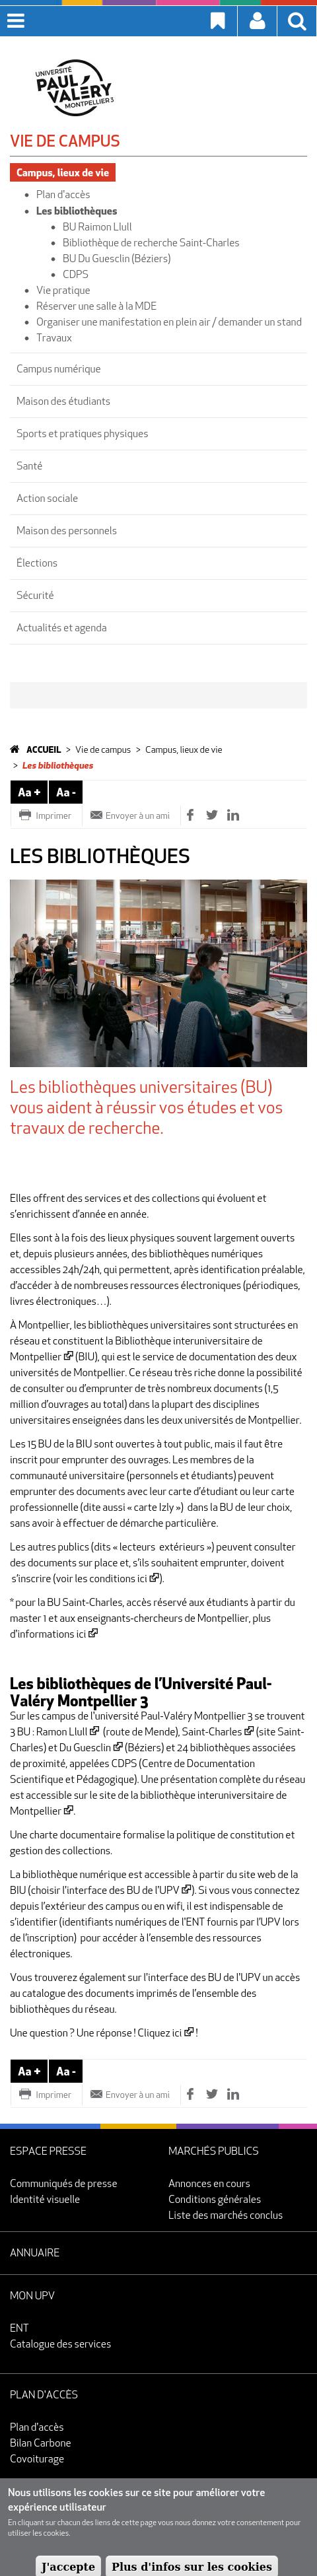 UNIVERSITÉ
PAUL
VALÉRY
MONTPELLIER 3
VIE DE CAMPUS
Campus, lieux de vie
Plan d'accès
Les bibliothèques
BU Raimon Llull
Bibliothèque de recherche Saint-Charles
BU Du Guesclin (Béziers)
CDPS
Vie pratique
Réserver une salle à la MDE
Organiser une manifestation en plein air / demander un stand
Travaux
Campus numérique
Maison des étudiants
Sports et pratiques physiques
Santé
Action sociale
Maison des personnels
Élections
Sécurité
Actualités et agenda
ACCUEIL > Vie de campus > Campus, lieux de vie
> Les bibliothèques
Aa + Aa -
Imprimer Envoyer à un ami
LES BIBLIOTHÈQUES
Les bibliothèques universitaires (BU)
vous aident à réussir vos études et vos
travaux de recherche.
Elles offrent des services et des collections qui évoluent et
s'enrichissent d'année en année.
Elles sont à la fois des lieux physiques souvent largement ouverts
et, depuis plusieurs années, des bibliothèques numériques
accessibles 24h/24h, qui permettent, après identification préalable,
d'accéder à de nombreuses ressources électroniques (périodiques,
livres électroniques…).
À Montpellier, les bibliothèques universitaires sont structurées en
réseau et constituent la Bibliothèque interuniversitaire de
Montpellier (BIU), qui est le service de documentation des deux
universités de Montpellier. Ce réseau très riche donne la possibilité
de consulter ou d'emprunter de très nombreux documents (1,5
million d'ouvrages au total) dans la plupart des disciplines
universitaires enseignées dans les deux universités de Montpellier.
Les 15 BU de la BIU sont ouvertes à tout public, mais il faut être
inscrit pour emprunter des ouvrages. Les membres de la
communauté universitaire (personnels et étudiants) peuvent
emprunter des documents avec leur carte d'étudiant ou leur carte
professionnelle (dite aussi « carte Izly ») dans la BU de leur choix,
sans avoir à effectuer de démarche particulière.
Les autres publics (dits « lecteurs extérieurs ») peuvent consulter
des documents sur place et, s'ils souhaitent emprunter, doivent
s'inscrire (voir les conditions ici ).
* pour la BU Saint-Charles, accès réservé aux étudiants à partir du
master 1 et aux enseignants-chercheurs de Montpellier, plus
d'informations ici
Les bibliothèques de l'Université Paul-
Valéry Montpellier 3
Sur les campus de l'université Paul-Valéry Montpellier 3 se trouvent
3 BU : Ramon Llull (route de Mende), Saint-Charles (site Saint-
Charles) et Du Guesclin (Béziers) et 24 bibliothèques associées
de proximité, appelées CDPS (Centre de Documentation
Scientifique et Pédagogique). Une présentation complète du réseau
est accessible sur le site de la bibliothèque interuniversitaire de
Montpellier .
Une charte documentaire formalise la politique de constitution et
gestion des collections.
La bibliothèque numérique est accessible à partir du site web de la
BIU (choisir l'interface des BU de l'UPV ). Si vous vous connectez
depuis l'extérieur des campus ou en wifi, il est indispensable de
s'identifier (identifiants numériques de l'ENT fournis par l'UPV lors
de l'inscription) pour accéder à l'ensemble des ressources
électroniques.
Vous trouverez également sur l'interface des BU de l'UPV un accès
au catalogue des documents imprimés de l'ensemble des
bibliothèques du réseau.
Une question ? Une réponse ! Cliquez ici !
Aa + Aa -
Imprimer Envoyer à un ami
ESPACE PRESSE
Communiqués de presse
Identité visuelle
MARCHÉS PUBLICS
Annonces en cours
Conditions générales
Liste des marchés conclus
ANNUAIRE
MON UPV
ENT
Catalogue des services
PLAN D'ACCÈS
Plan d'accès
Bilan Carbone
Covoiturage
Nous utilisons les cookies sur ce site pour améliorer votre
expérience utilisateur
En cliquant sur chacun des liens de cette page vous nous donnez votre consentement pour
utiliser les cookies.
J'accepte Plus d'infos sur les cookies